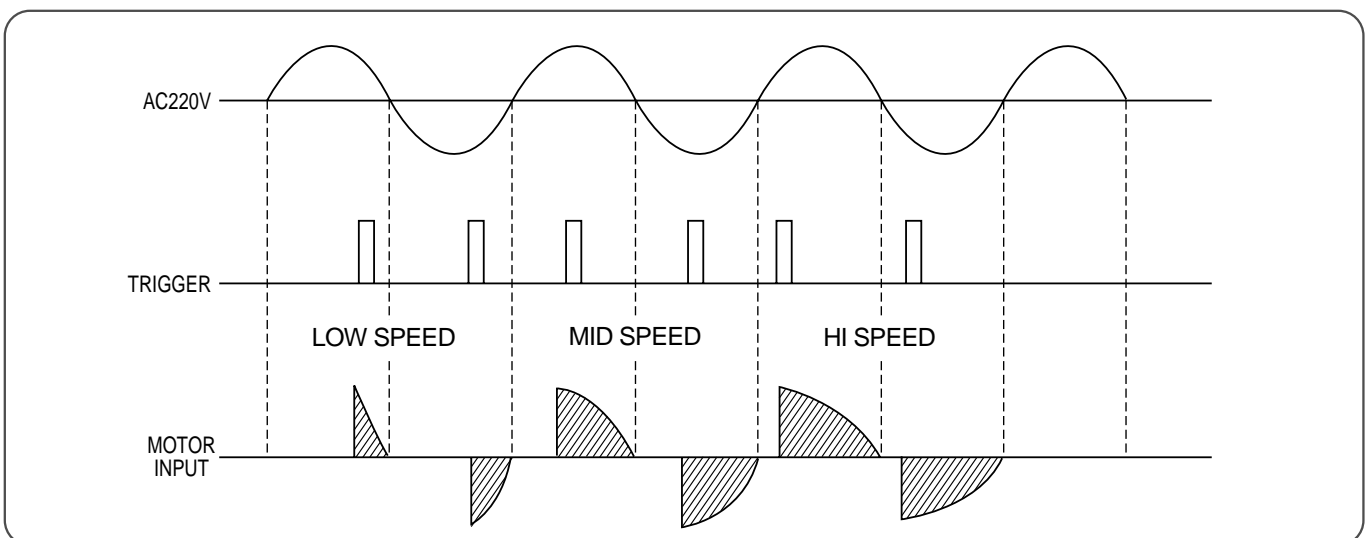 AC220V
TRIGGER
LOW SPEED
MID SPEED
HI SPEED
MOTOR
INPUT